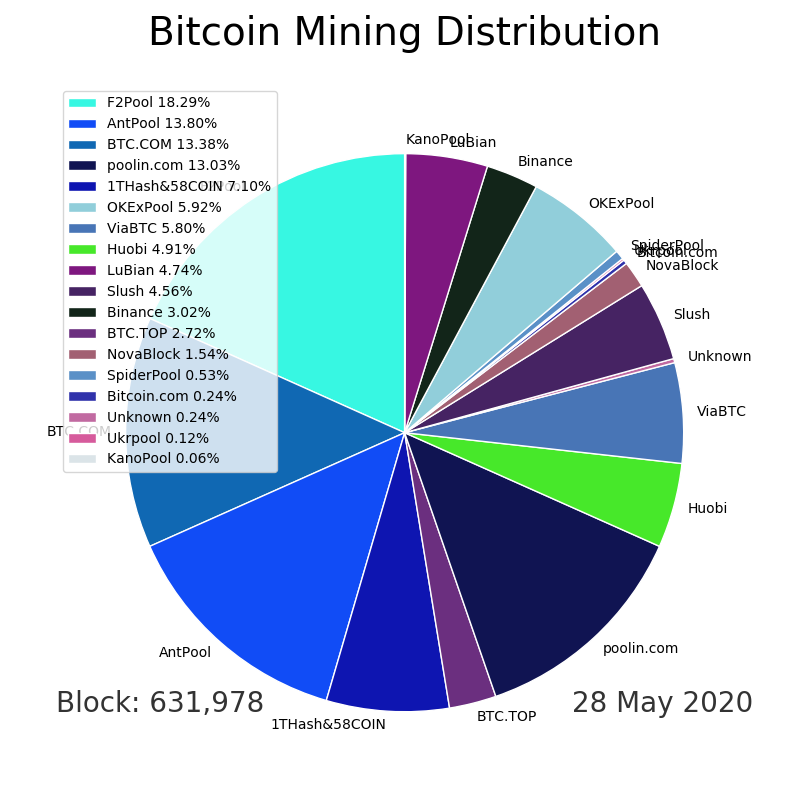 Bitcoin Mining Distribution
F2Pool 18.29%
AntPool 13.80%
BTC.COM 13.38%
poolin.com 13.03%
1THash&58COIN 7.10%
OKExPool 5.92%
ViaBTC 5.80%
Huobi 4.91%
LuBian 4.74%
Slush 4.56%
Binance 3.02%
BTC.TOP 2.72%
NovaBlock 1.54%
SpiderPool 0.53%
Bitcoin.com 0.24%
Unknown 0.24%
Ukrpool 0.12%
KanoPool 0.06%
KanoPool
LuBian
Binance
OKExPool
SpiderPool
Ukrpool
Bitcoin.com
NovaBlock
Slush
Unknown
ViaBTC
Huobi
poolin.com
BTC.TOP
1THash&58COIN
AntPool
BTC.COM
Block: 631,978
28 May 2020